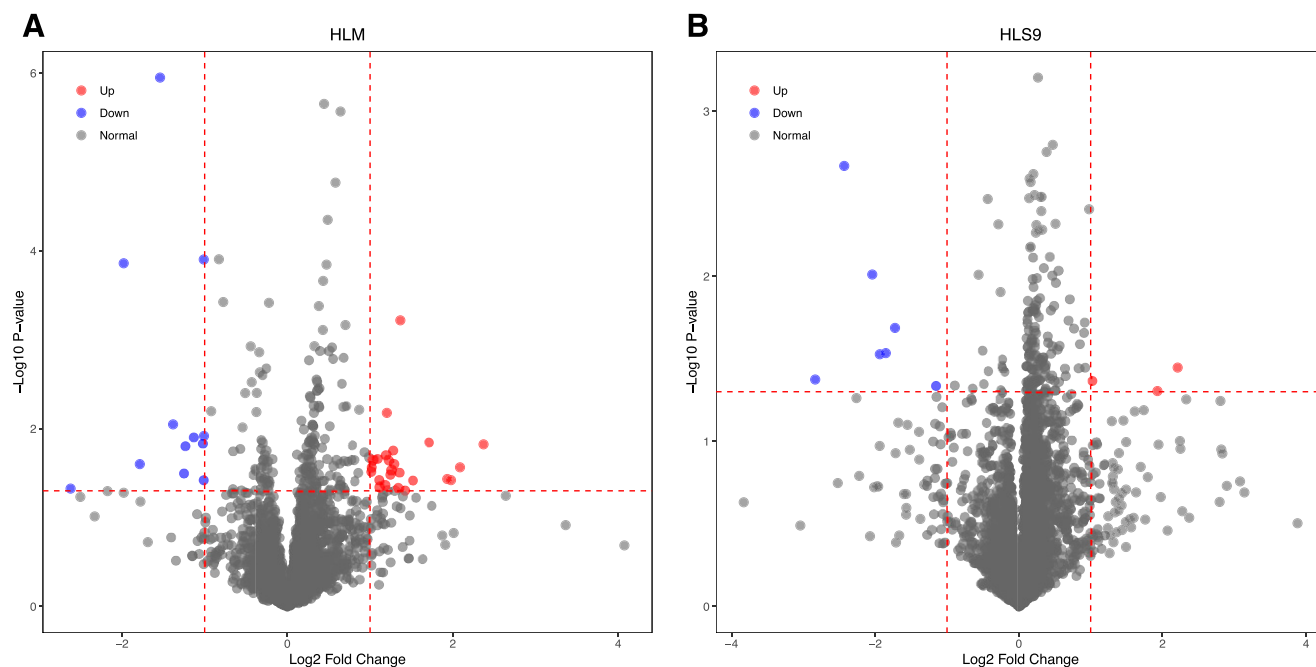 A
HLM
−Log10 P−value
6
4
2
0
Up
Down
Normal
−2
0
2
4
Log2 Fold Change
B
HLS9
−Log10 P−value
3
2
1
0
Up
Down
Normal
−4
−2
0
2
4
Log2 Fold Change